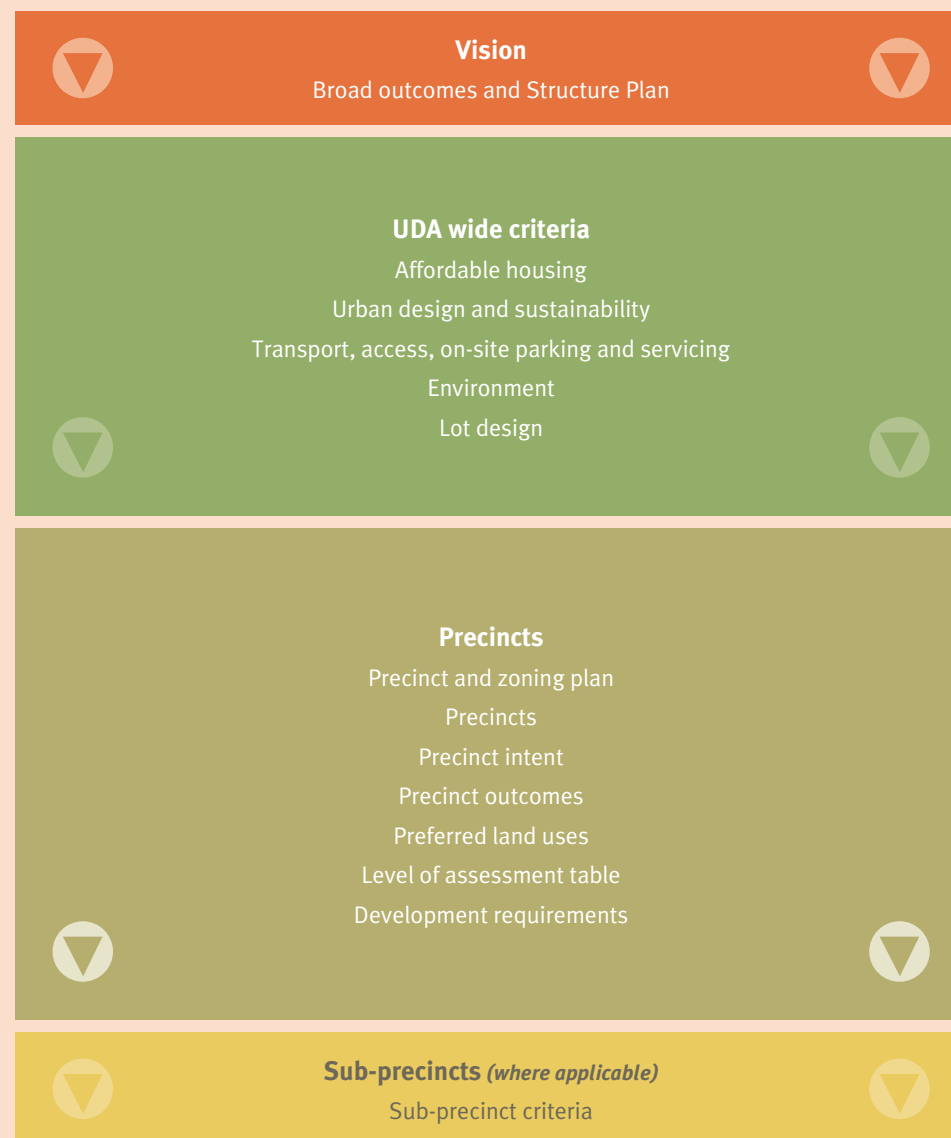 Vision
Broad outcomes and Structure Plan
UDA wide criteria
Affordable housing
Urban design and sustainability
Transport, access, on-site parking and servicing
Environment
Lot design
Precincts
Precinct and zoning plan
Precincts
Precinct intent
Precinct outcomes
Preferred land uses
Level of assessment table
Development requirements
Sub-precincts (where applicable)
Sub-precinct criteria